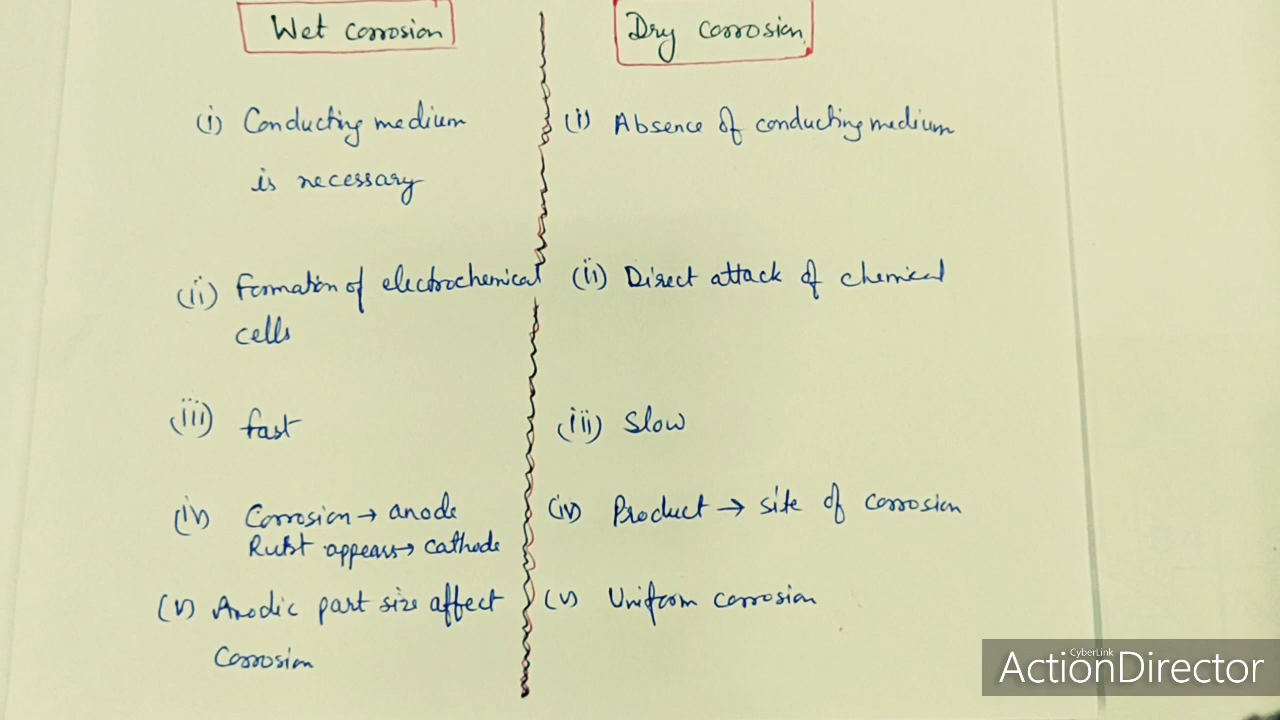 Wet corrosion
(i) Conducting medium
is necessary
(ii) Formation of electrochemical
cells
(iii) fast
(iv) Corrosion → anode
Rust appears → cathode
(v) Anodic part size affect
Corrosion
Dry corrosion
(i) Absence of conducting medium
(ii) Direct attack of chemical
(iii) Slow
(iv) Product → site of corrosion
(v) Uniform corrosion
CyberLink
ActionDirector